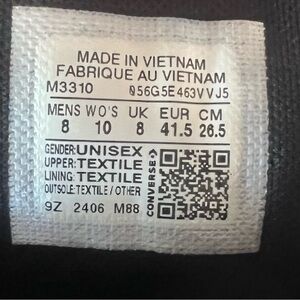 MADE IN VIETNAM
FABRIQUE AU VIETNAM
M3310 056G5E463VVJ5
MENS WO'S UK EUR CM
8 10 8 41.5 26.5
GENDER: UNISEX
UPPER: TEXTILE
LINING: TEXTILE
OUTSOLE: TEXTILE / OTHER
CONVERSE
9Z 2406 M88